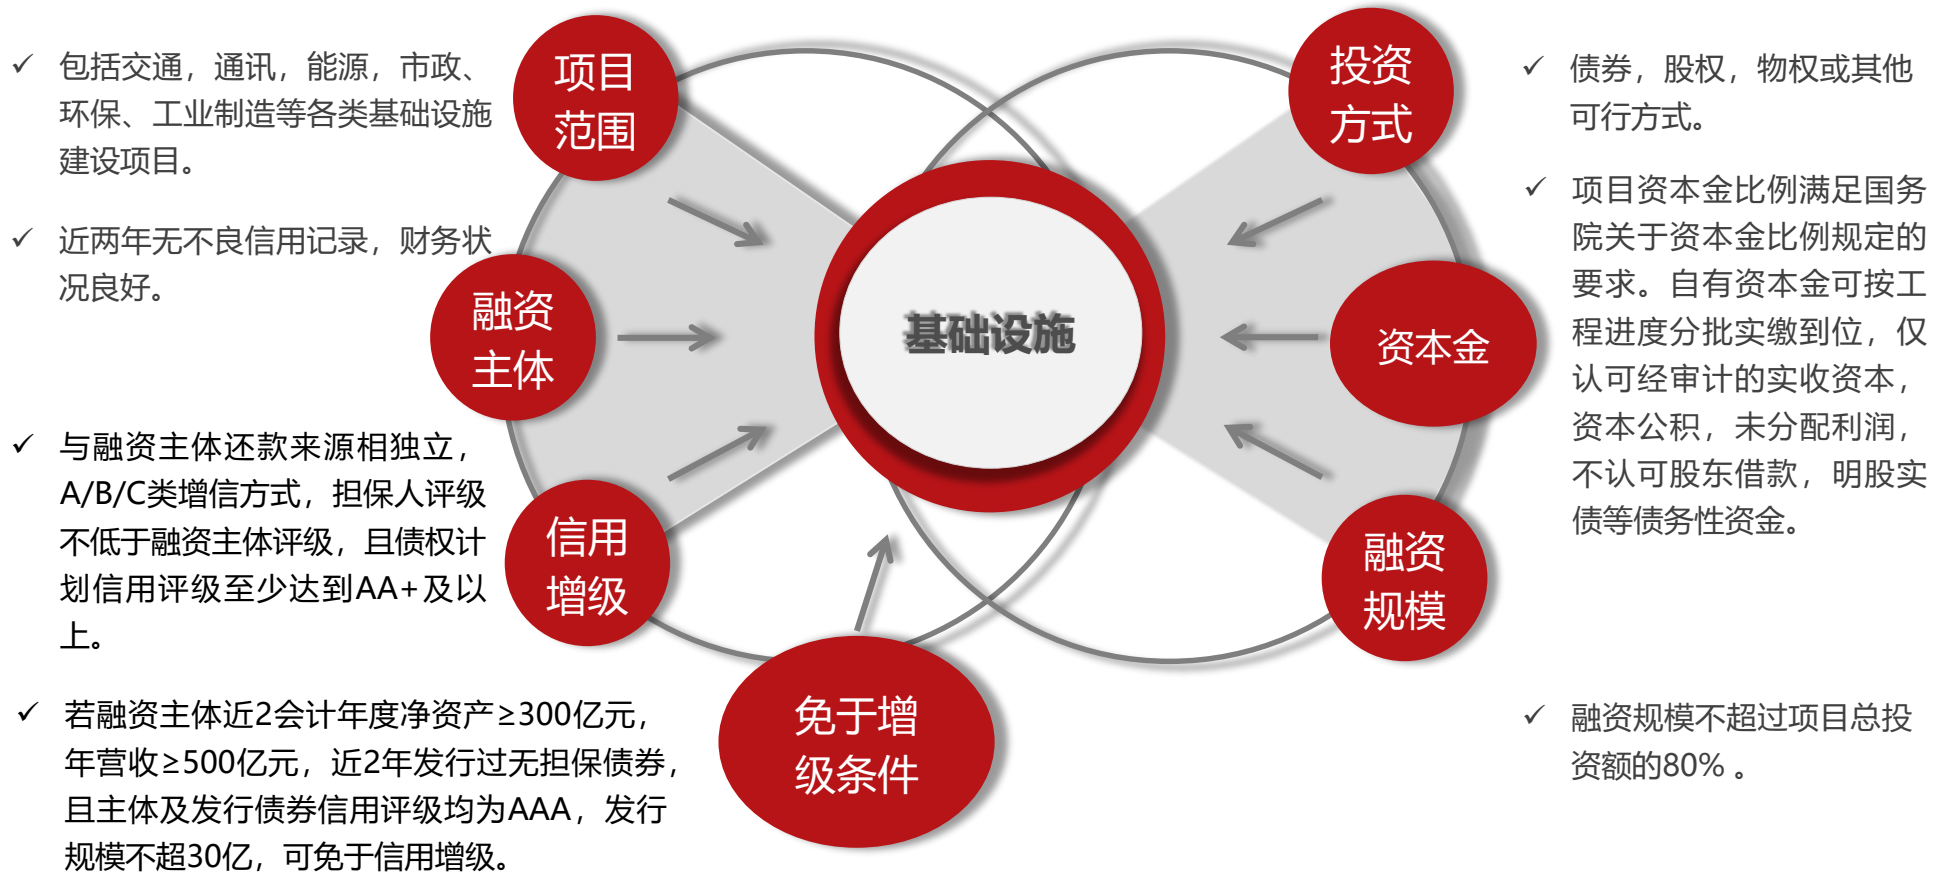 包括交通，通讯，能源，市政、
环保、工业制造等各类基础设施
建设项目。
近两年无不良信用记录，财务状
况良好。
与融资主体还款来源相独立，
A/B/C类增信方式，担保人评级
不低于融资主体评级，且债权计
划信用评级至少达到AA+及以
上。
若融资主体近2会计年度净资产≥300亿元，
年营收≥500亿元，近2年发行过无担保债券，
且主体及发行债券信用评级均为AAA，发行
规模不超30亿，可免于信用增级。
项目
范围
融资
主体
信用
增级
免于增
级条件
基础设施
投资
方式
资本金
融资
规模
债券，股权，物权或其他
可行方式。
项目资本金比例满足国务
院关于资本金比例规定的
要求。自有资本金可按工
程进度分批实缴到位，仅
认可经审计的实收资本，
资本公积，未分配利润，
不认可股东借款，明股实
债等债务性资金。
融资规模不超过项目总投
资额的80% 。